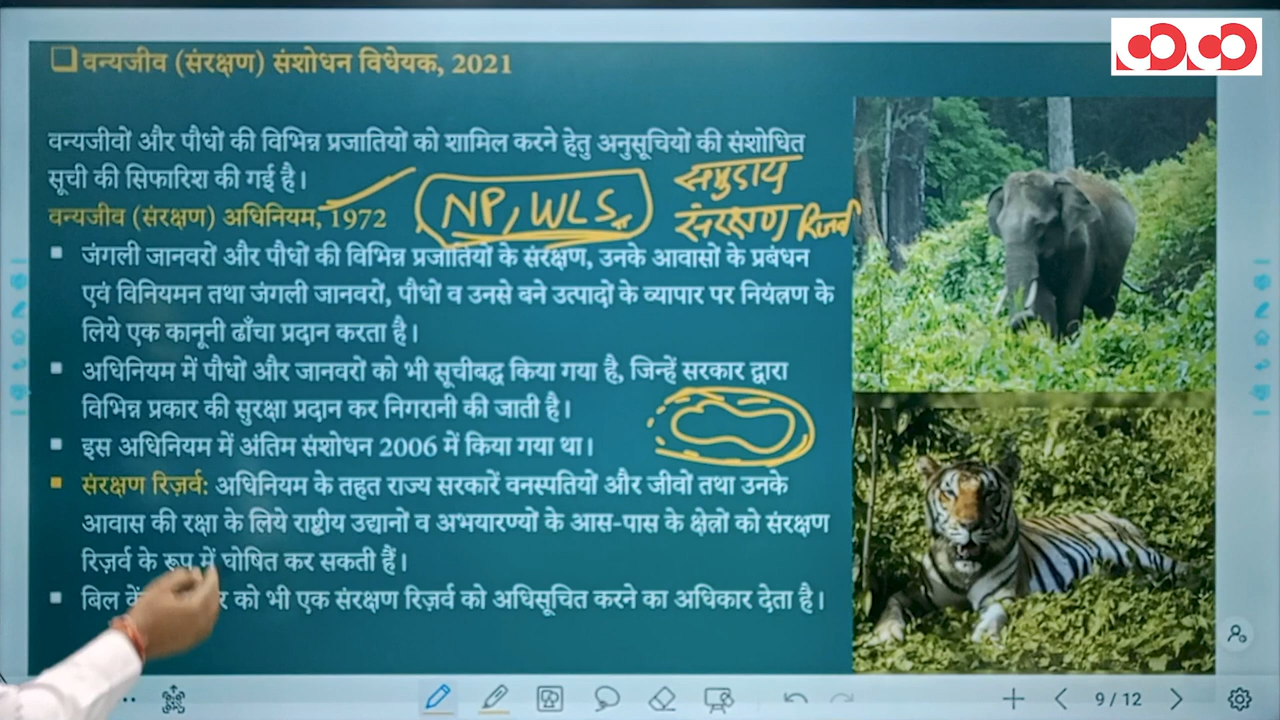 ❑वन्यजीव (संरक्षण) संशोधन विधेयक, 2021
वन्यजीवों और पौधों की विभिन्न प्रजातियों को शामिल करने हेतु अनुसूचियों की संशोधित
सूची की सिफारिश की गई है।
वन्यजीव (संरक्षण) अधिनियम, 1972
NP, WLS
समुदाय
संरक्षण रिजर्व
▪ जंगली जानवरों और पौधों की विभिन्न प्रजातियों के संरक्षण, उनके आवासों के प्रबंधन
एवं विनियमन तथा जंगली जानवरों, पौधों व उनसे बने उत्पादों के व्यापार पर नियंत्रण के
लिये एक कानूनी ढाँचा प्रदान करता है।
▪ अधिनियम में पौधों और जानवरों को भी सूचीबद्ध किया गया है, जिन्हें सरकार द्वारा
विभिन्न प्रकार की सुरक्षा प्रदान कर निगरानी की जाती है।
▪ इस अधिनियम में अंतिम संशोधन 2006 में किया गया था।
▪ संरक्षण रिज़र्व: अधिनियम के तहत राज्य सरकारें वनस्पतियों और जीवों तथा उनके
आवास की रक्षा के लिये राष्ट्रीय उद्यानों व अभयारण्यों के आस-पास के क्षेत्रों को संरक्षण
रिज़र्व के रूप में घोषित कर सकती हैं।
▪ बिल को भी एक संरक्षण रिज़र्व को अधिसूचित करने का अधिकार देता है।
9 / 12